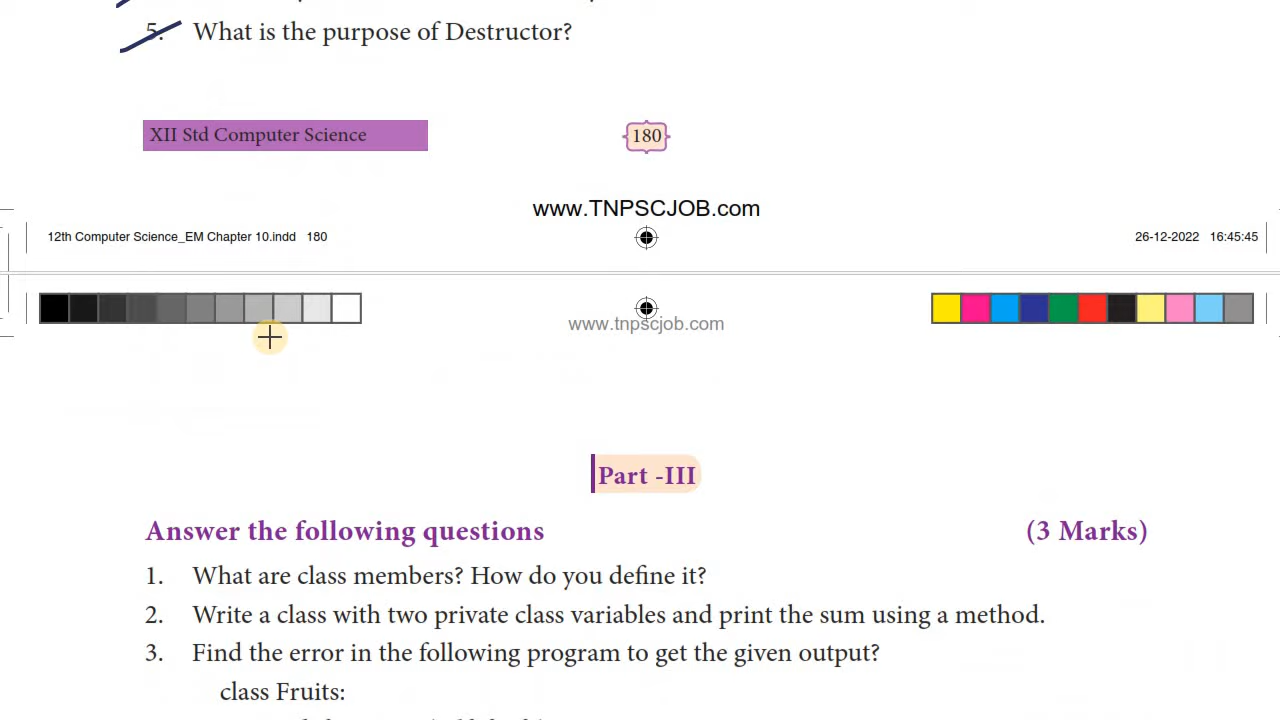 5. What is the purpose of Destructor?
XII Std Computer Science
180
www.TNPSCJOB.com
12th Computer Science_EM Chapter 10.indd 180
26-12-2022 16:45:45
www.tnpscjob.com
Part -III
Answer the following questions (3 Marks)
1. What are class members? How do you define it?
2. Write a class with two private class variables and print the sum using a method.
3. Find the error in the following program to get the given output?
class Fruits: